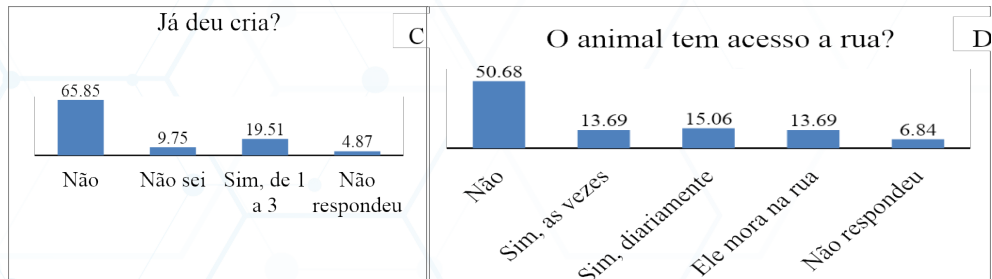 Já deu cria?
C
65.85
9.75
19.51
4.87
Não
Não sei
Sim, de 1
a 3
Não
respondeu
O animal tem acesso a rua?
D
50.68
13.69
15.06
13.69
6.84
Não
Sim, as vezes
Sim, diariamente
Ele mora na rua
Não respondeu